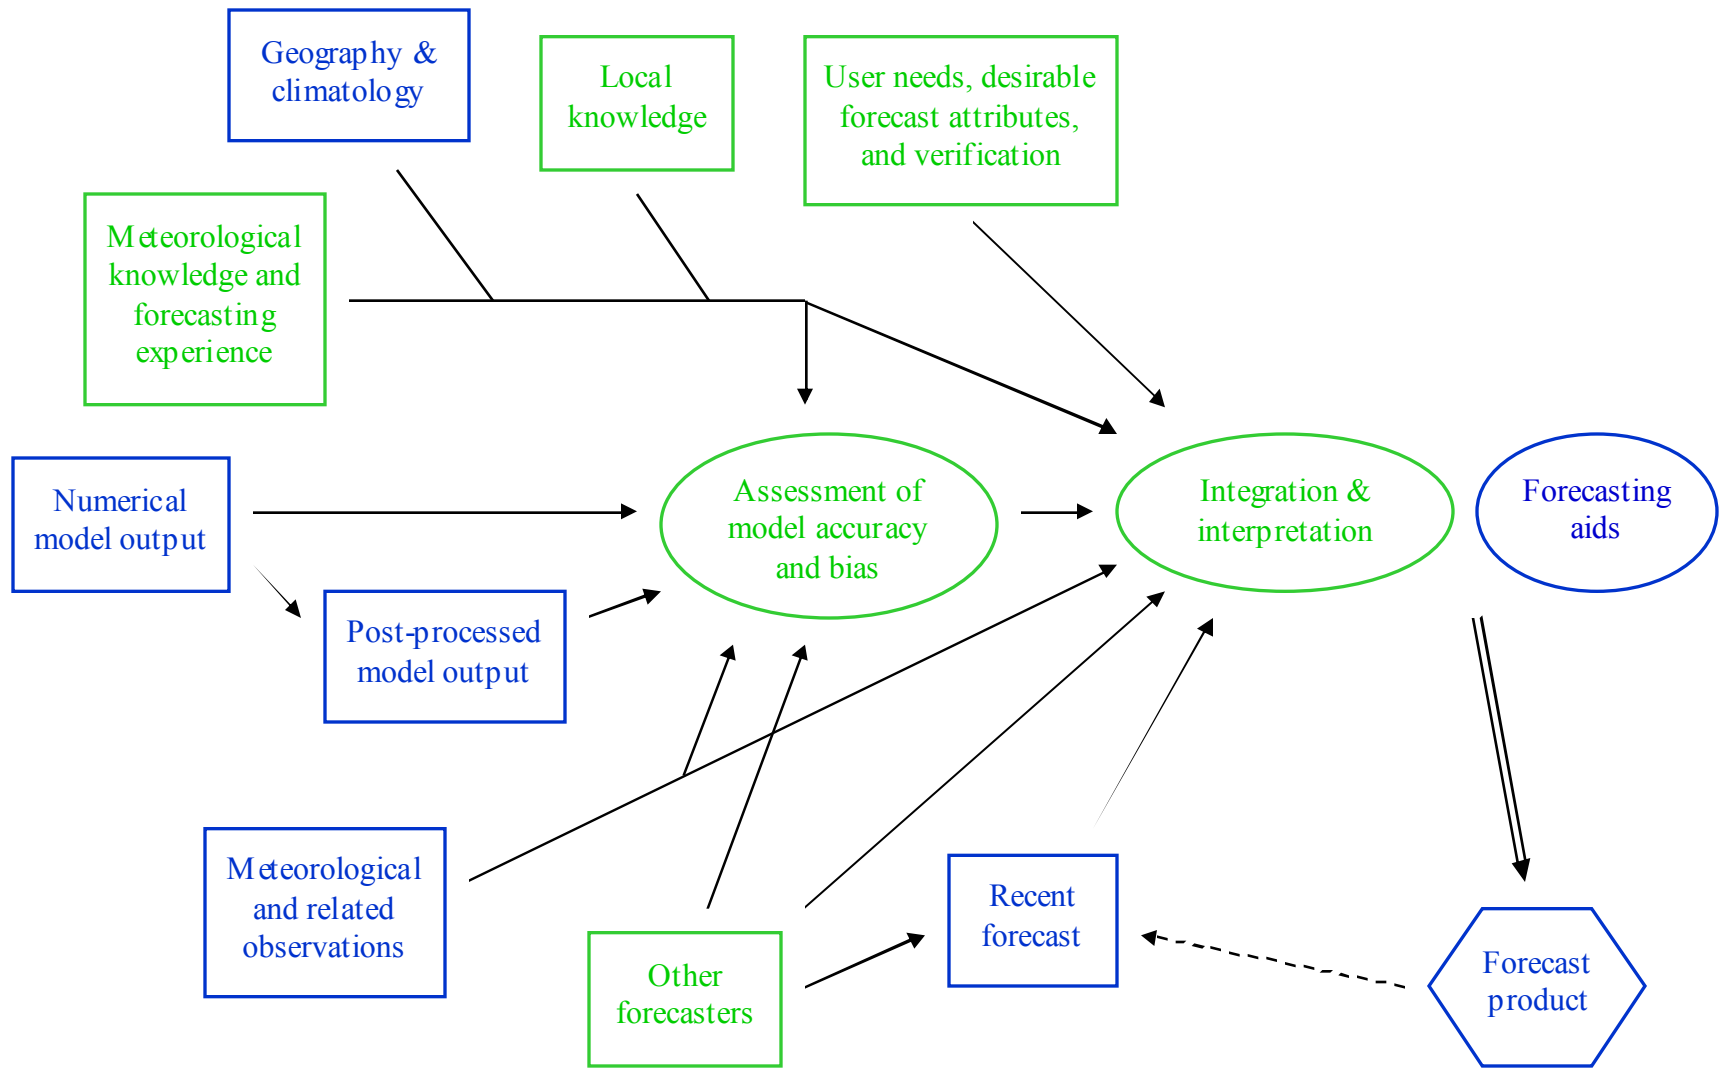 Geography &
climatology
Local
knowledge
User needs, desirable
forecast attributes,
and verification
Meteorological
knowledge and
forecasting
experience
Numerical
model output
Assessment of
model accuracy
and bias
Integration &
interpretation
Forecasting
aids
Post-processed
model output
Meteorological
and related
observations
Other
forecasters
Recent
forecast
Forecast
product